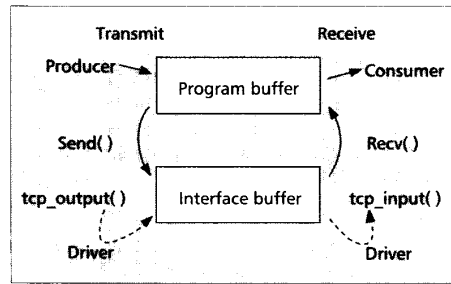 Transmit Receive
Producer Consumer
Program buffer
Send( ) Recv( )
tcp_output( ) Interface buffer tcp_input( )
Driver Driver